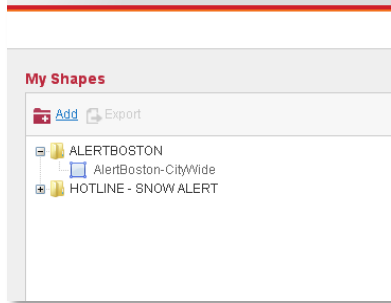 My Shapes
Add Export
ALERTBOSTON
AlertBoston-CityWide
HOTLINE - SNOW ALERT